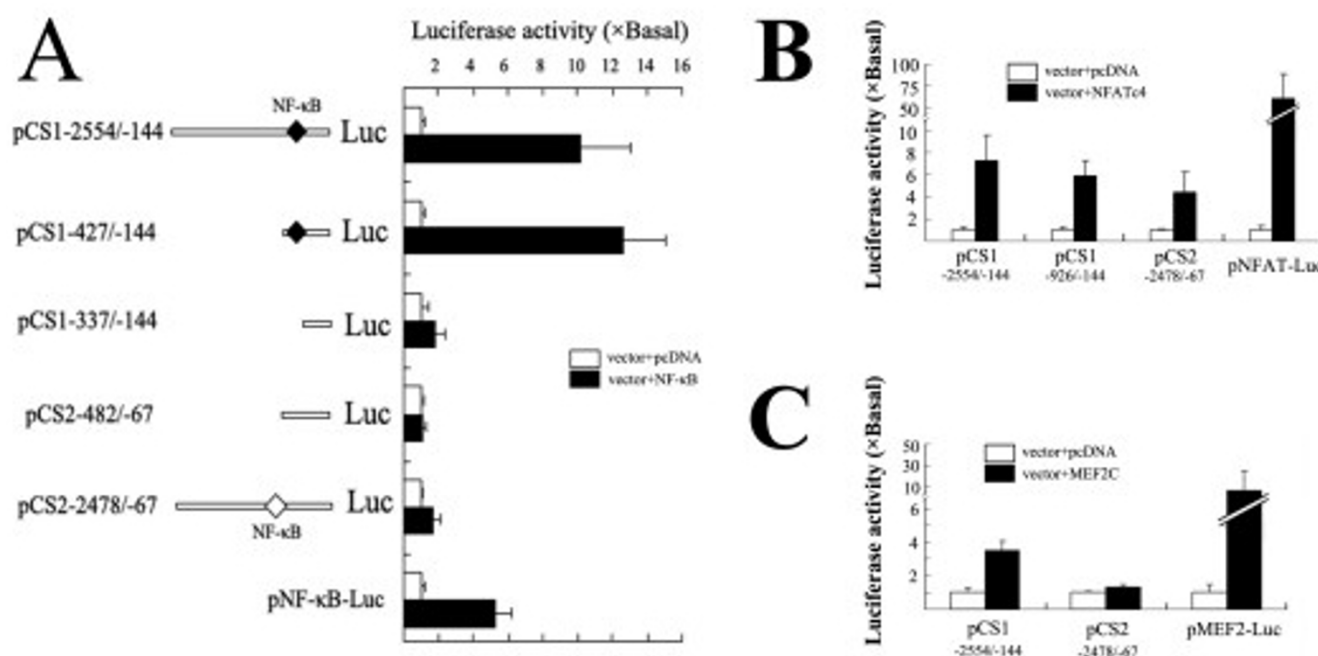 A
Luciferase activity (×Basal)
2 4 6 8 10 12 14 16
NF-κB
pCS1-2554/-144 Luc
pCS1-427/-144 Luc
pCS1-337/-144 Luc
vector+pcDNA
vector+NF-κB
pCS2-482/-67 Luc
pCS2-2478/-67 Luc
NF-κB
pNF-κB-Luc
B
Luciferase activity (×Basal)
100
75
50
10
8
6
4
2
vector+pcDNA
vector+NFATc4
pCS1 pCS1 pCS2 pNFAT-Luc
-2554/-144 -926/-144 -2478/-67
C
Luciferase activity (×Basal)
50
30
10
6
4
2
vector+pcDNA
vector+MEF2C
pCS1 pCS2 pMEF2-Luc
-2554/-144 -2478/-67